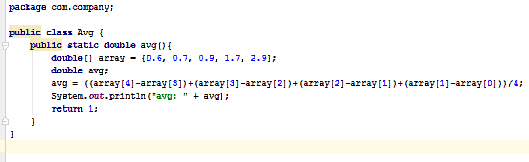 package com.company;
public class Avg {
public static double avg(){
double[] array = {0.6, 0.7, 0.9, 1.7, 2.9};
double avg;
avg = ((array[4]-array[3])+(array[3]-array[2])+(array[2]-array[1])+(array[1]-array[0]))/4;
System.out.println("avg: " + avg);
return 1;
}
}